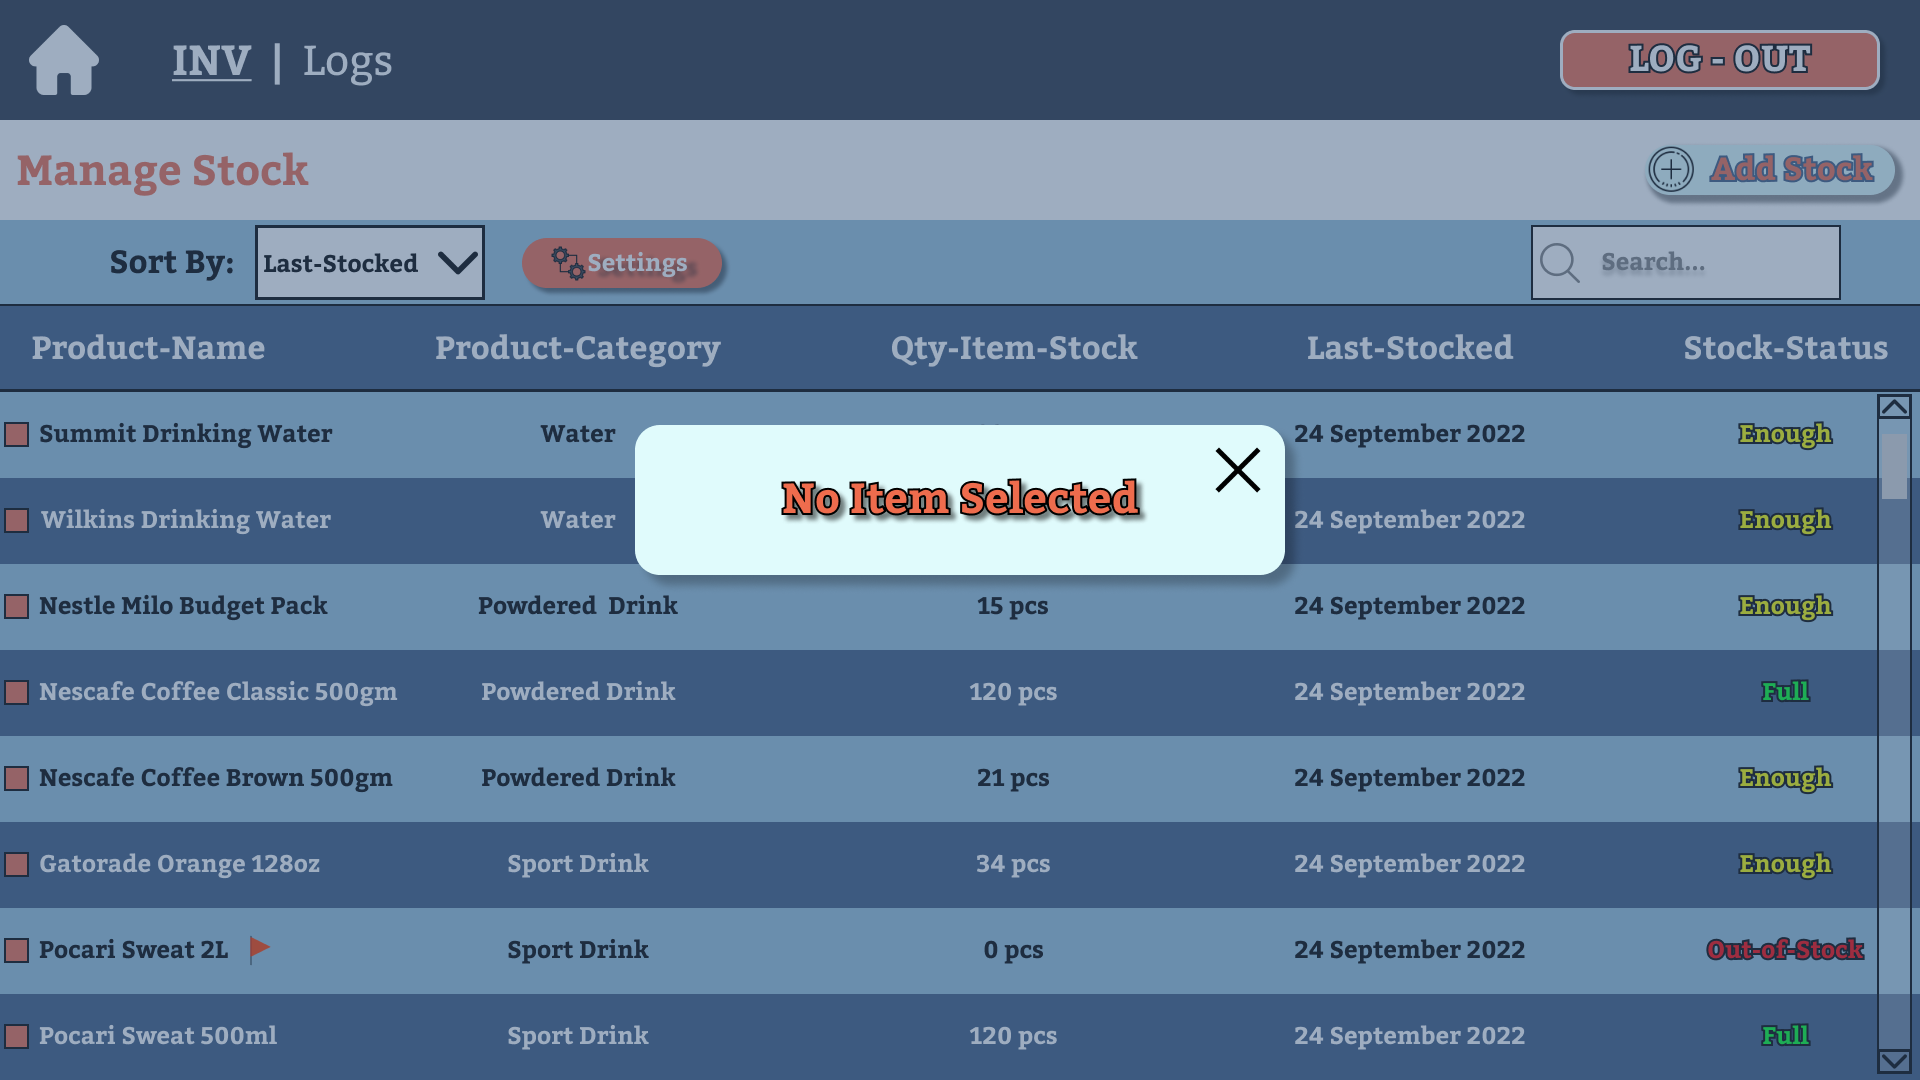 INV | Logs
LOG - OUT
Manage Stock
Add Stock
Sort By:
Last-Stocked
Settings
Search...
Product-Name Product-Category Qty-Item-Stock Last-Stocked Stock-Status
Summit Drinking Water Water 24 September 2022 Enough
No Item Selected
Wilkins Drinking Water Water 24 September 2022 Enough
Nestle Milo Budget Pack Powdered Drink 15 pcs 24 September 2022 Enough
Nescafe Coffee Classic 500gm Powdered Drink 120 pcs 24 September 2022 Full
Nescafe Coffee Brown 500gm Powdered Drink 21 pcs 24 September 2022 Enough
Gatorade Orange 128oz Sport Drink 34 pcs 24 September 2022 Enough
Pocari Sweat 2L Sport Drink 0 pcs 24 September 2022 Out-of-Stock
Pocari Sweat 500ml Sport Drink 120 pcs 24 September 2022 Full